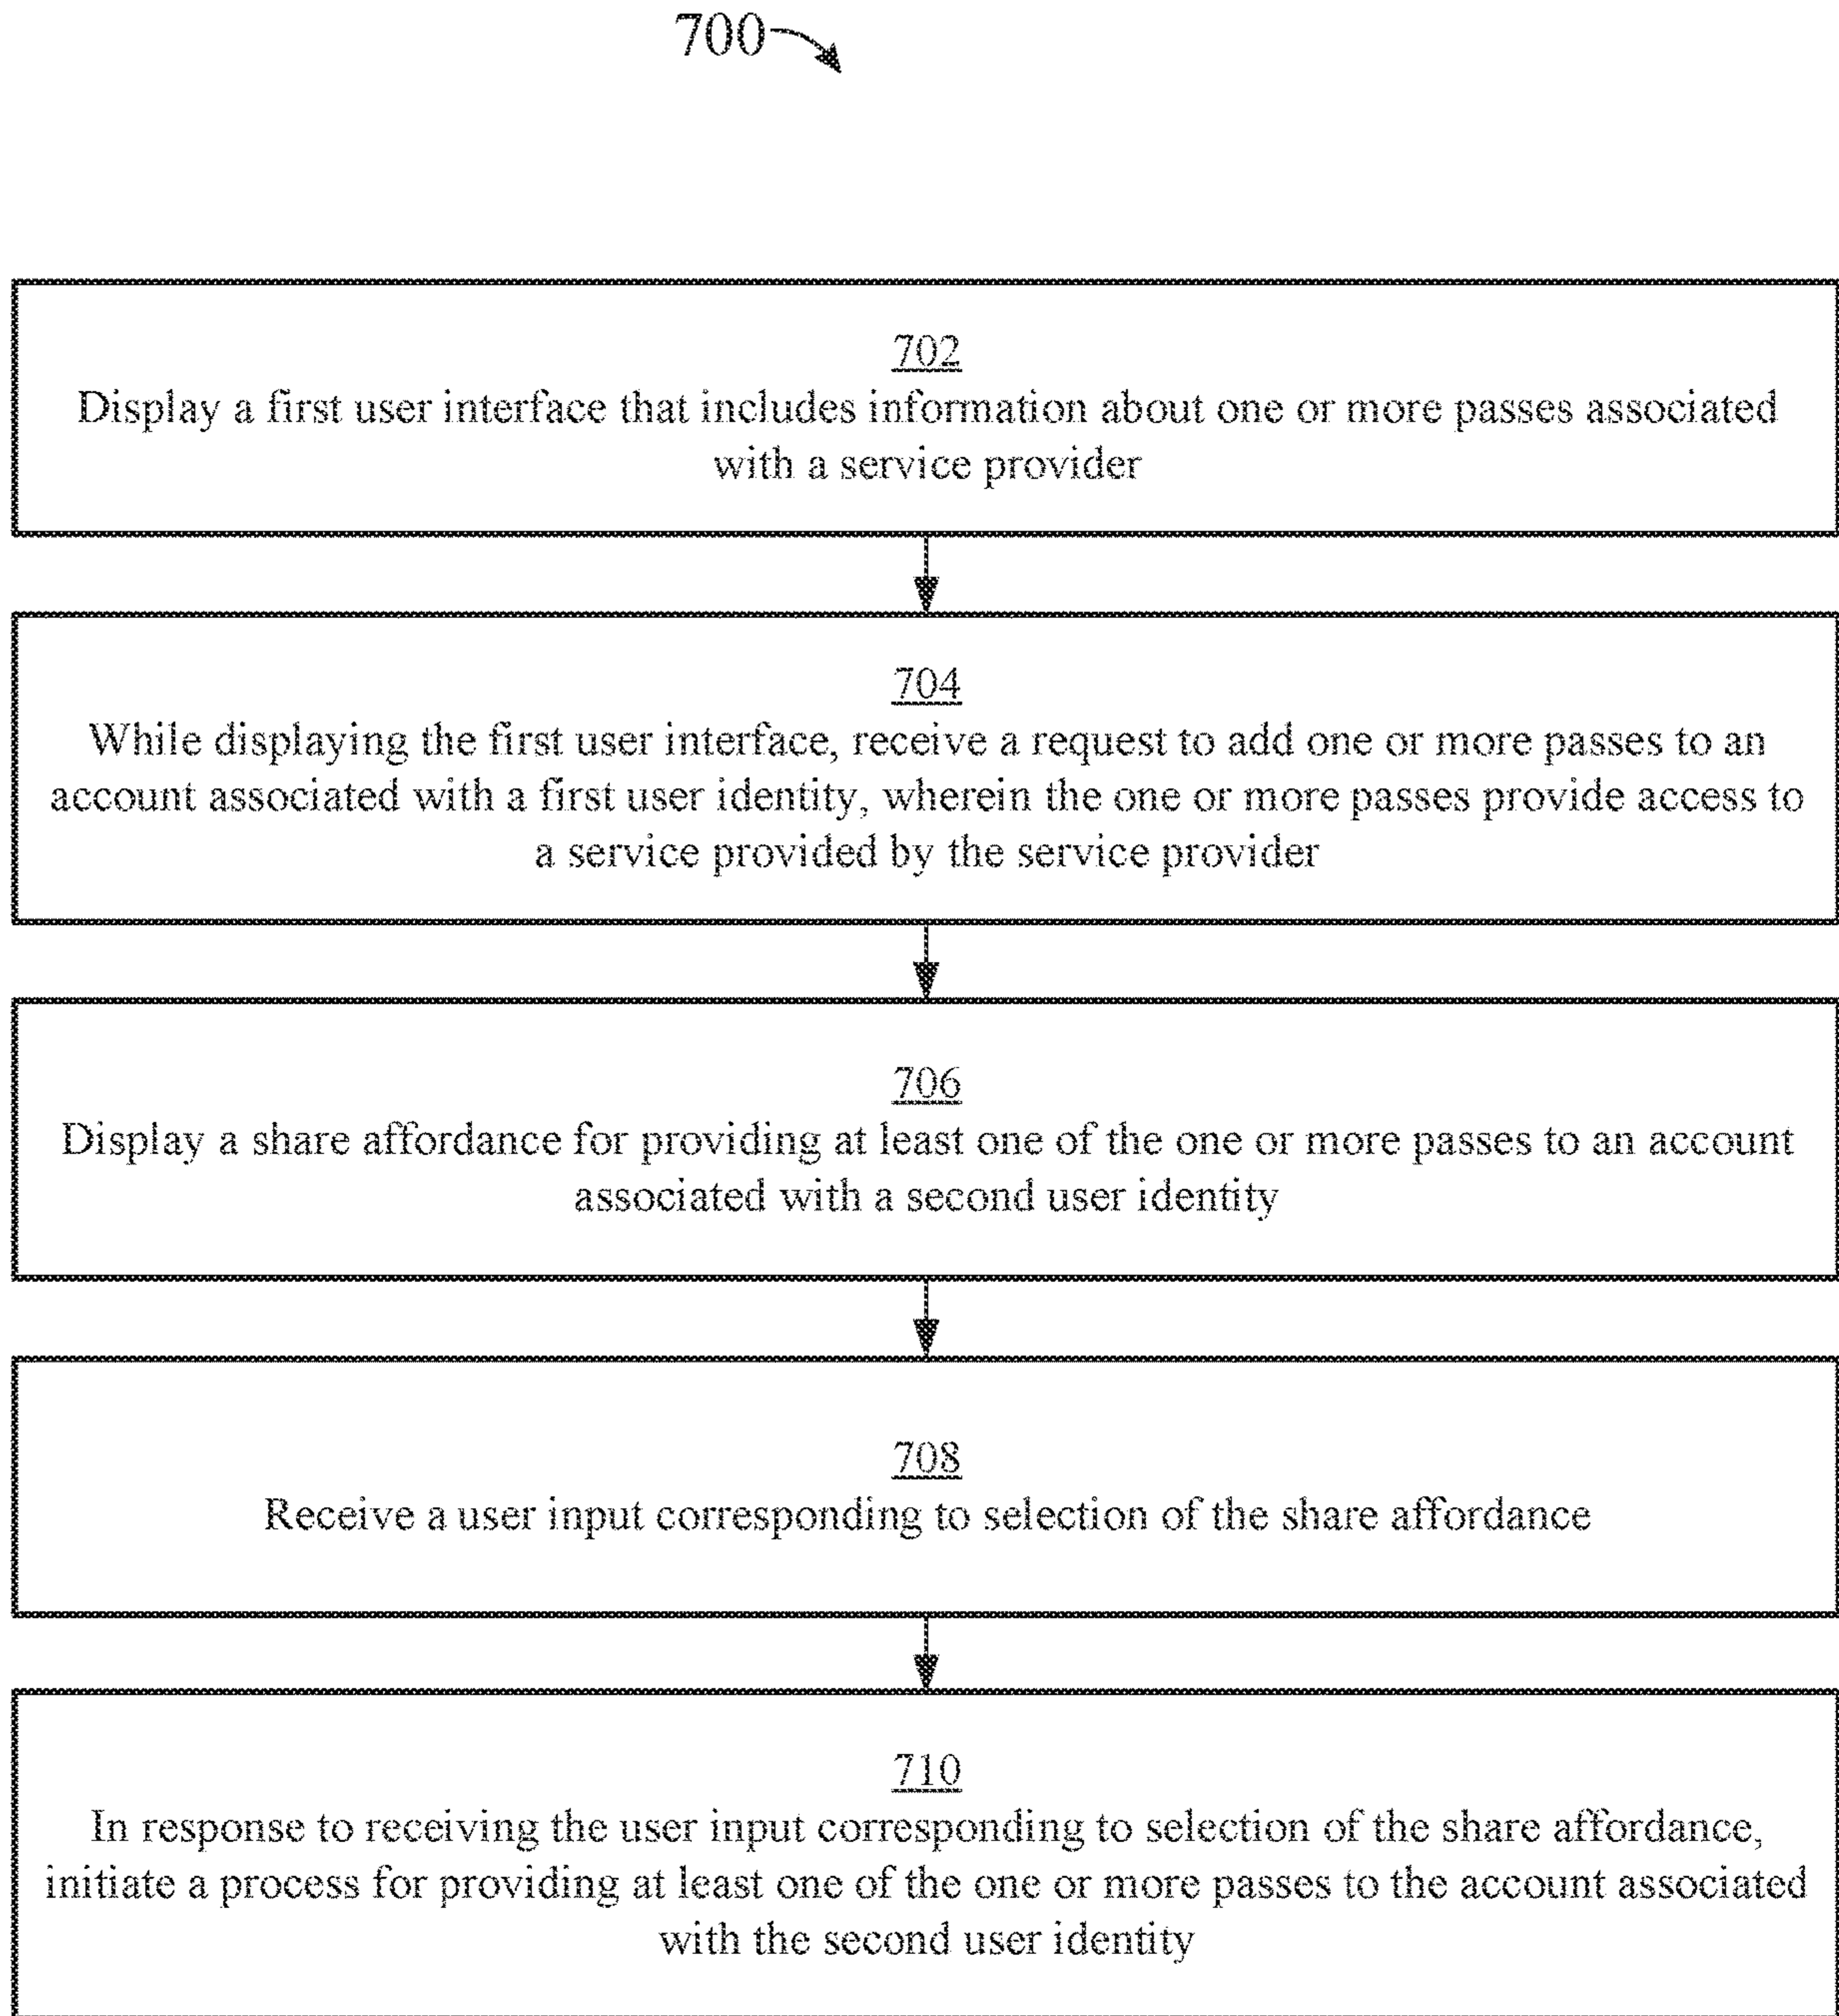 700
702
Display a first user interface that includes information about one or more passes associated
with a service provider
704
While displaying the first user interface, receive a request to add one or more passes to an
account associated with a first user identity, wherein the one or more passes provide access to
a service provided by the service provider
706
Display a share affordance for providing at least one of the one or more passes to an account
associated with a second user identity
708
Receive a user input corresponding to selection of the share affordance
710
In response to receiving the user input corresponding to selection of the share affordance,
initiate a process for providing at least one of the one or more passes to the account associated
with the second user identity